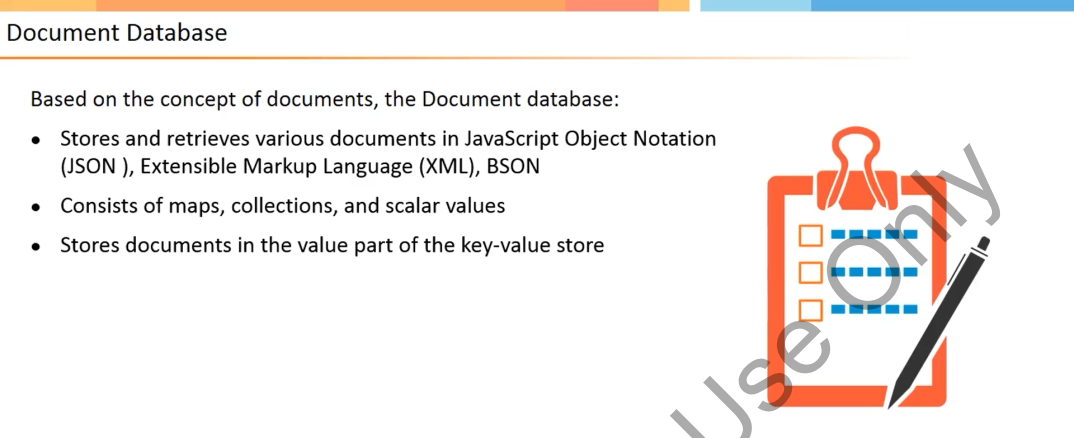 Document Database
Based on the concept of documents, the Document database:
• Stores and retrieves various documents in JavaScript Object Notation
(JSON ), Extensible Markup Language (XML), BSON
• Consists of maps, collections, and scalar values
• Stores documents in the value part of the key-value store
Use Only